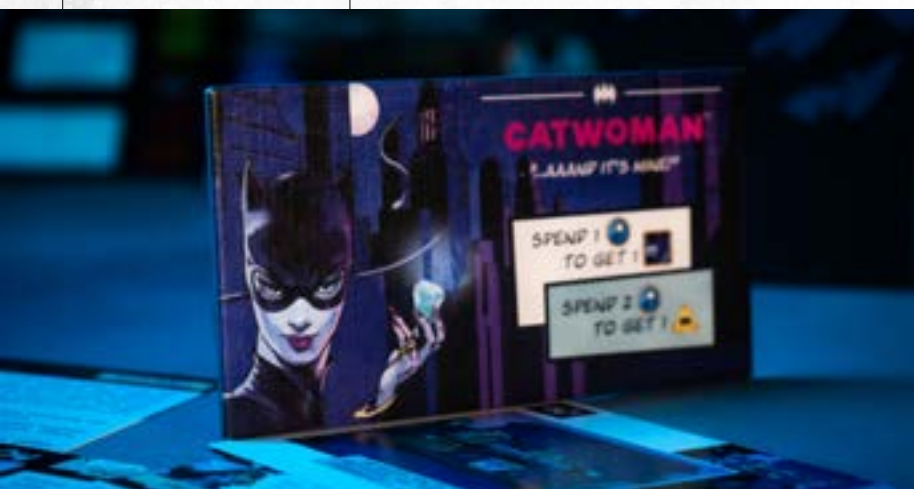 CATWOMAN
"...AAAND IT'S MINE!"
SPEND 1
TO GET 1
SPEND 2
TO GET 1